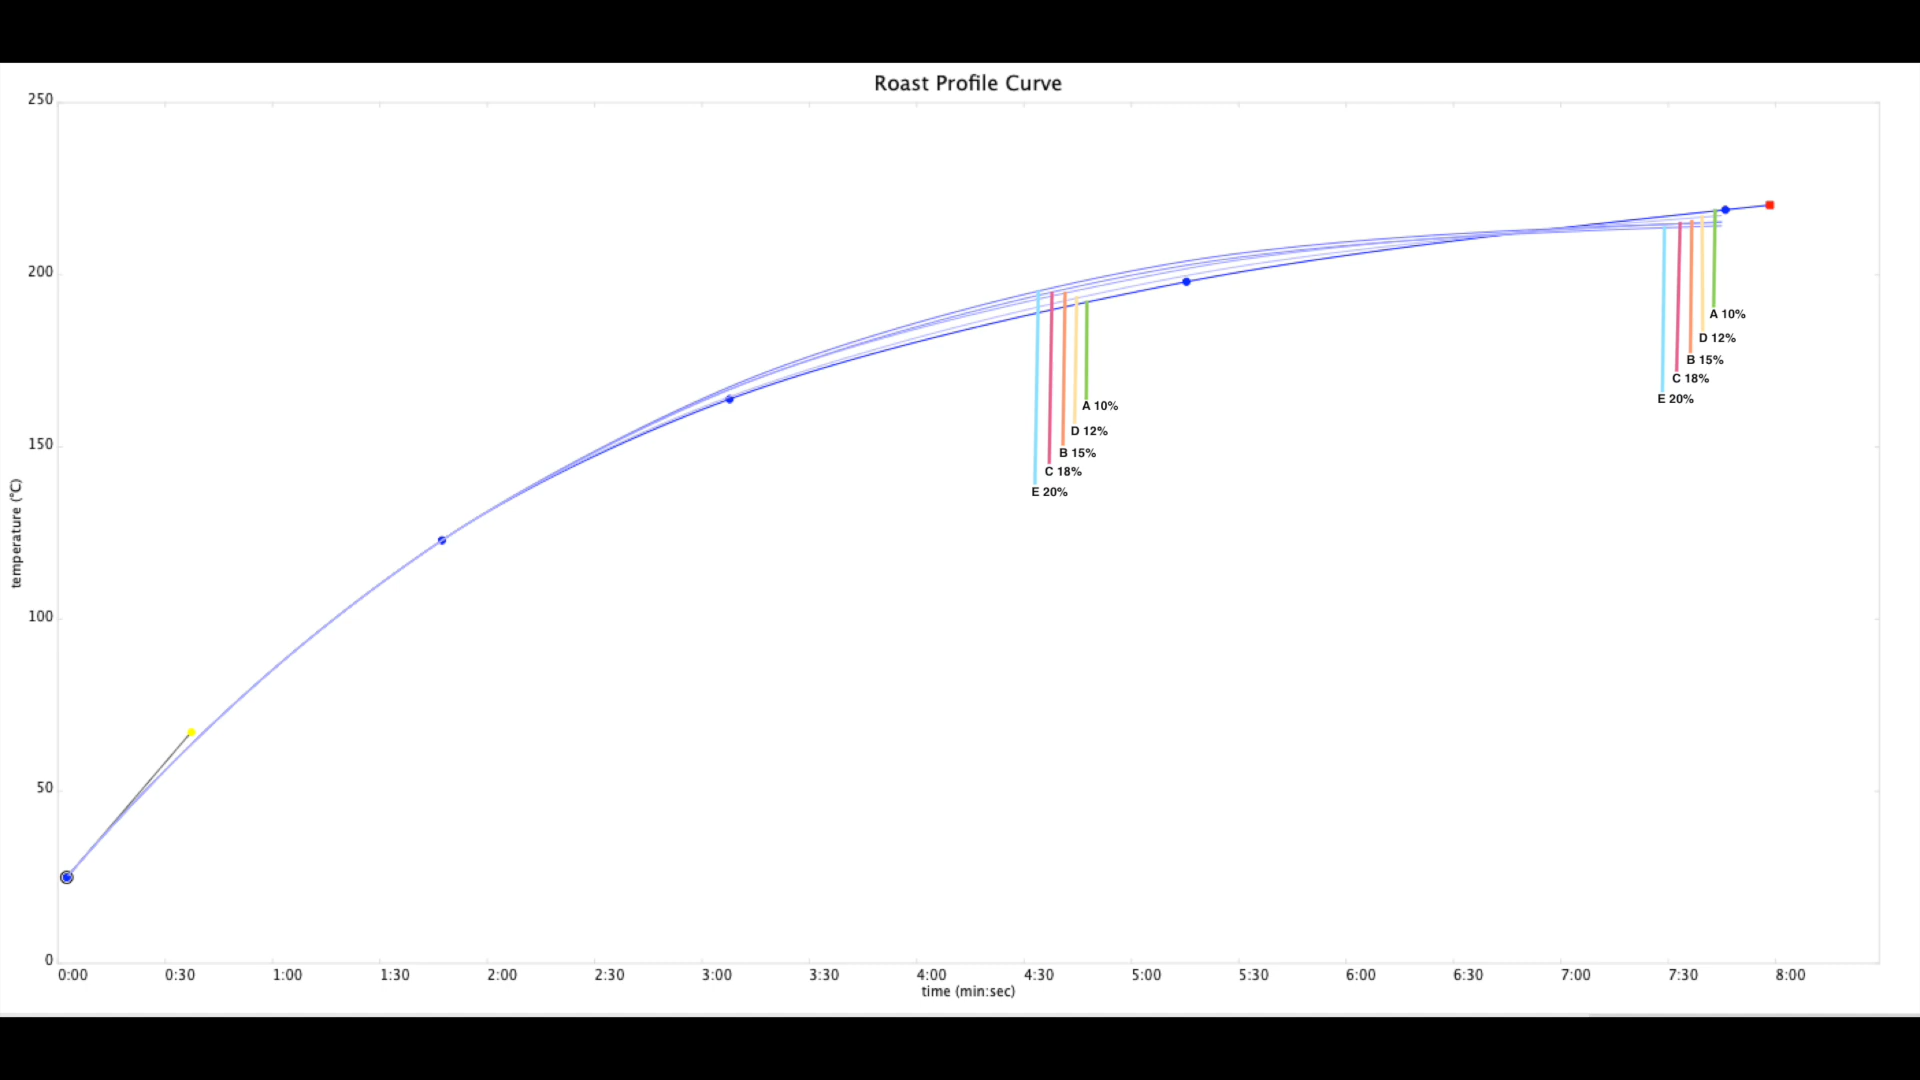 Roast Profile Curve
250
200
150
100
50
0
temperature (°C)
A 10%
D 12%
B 15%
C 18%
E 20%
A 10%
D 12%
B 15%
C 18%
E 20%
0:00 0:30 1:00 1:30 2:00 2:30 3:00 3:30 4:00 4:30 5:00 5:30 6:00 6:30 7:00 7:30 8:00
time (min:sec)